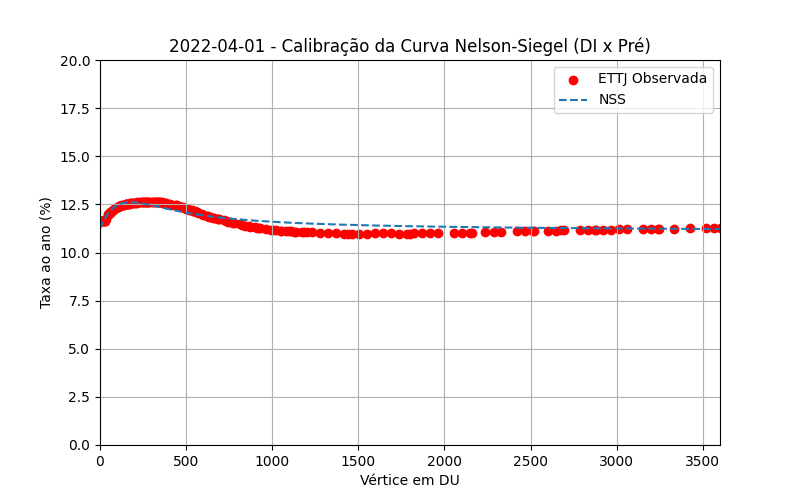 2022-04-01 - Calibração da Curva Nelson-Siegel (DI x Pré)
ETTJ Observada
NSS
Taxa ao ano (%)
20.0
17.5
15.0
12.5
10.0
7.5
5.0
2.5
0.0
0 500 1000 1500 2000 2500 3000 3500
Vértice em DU